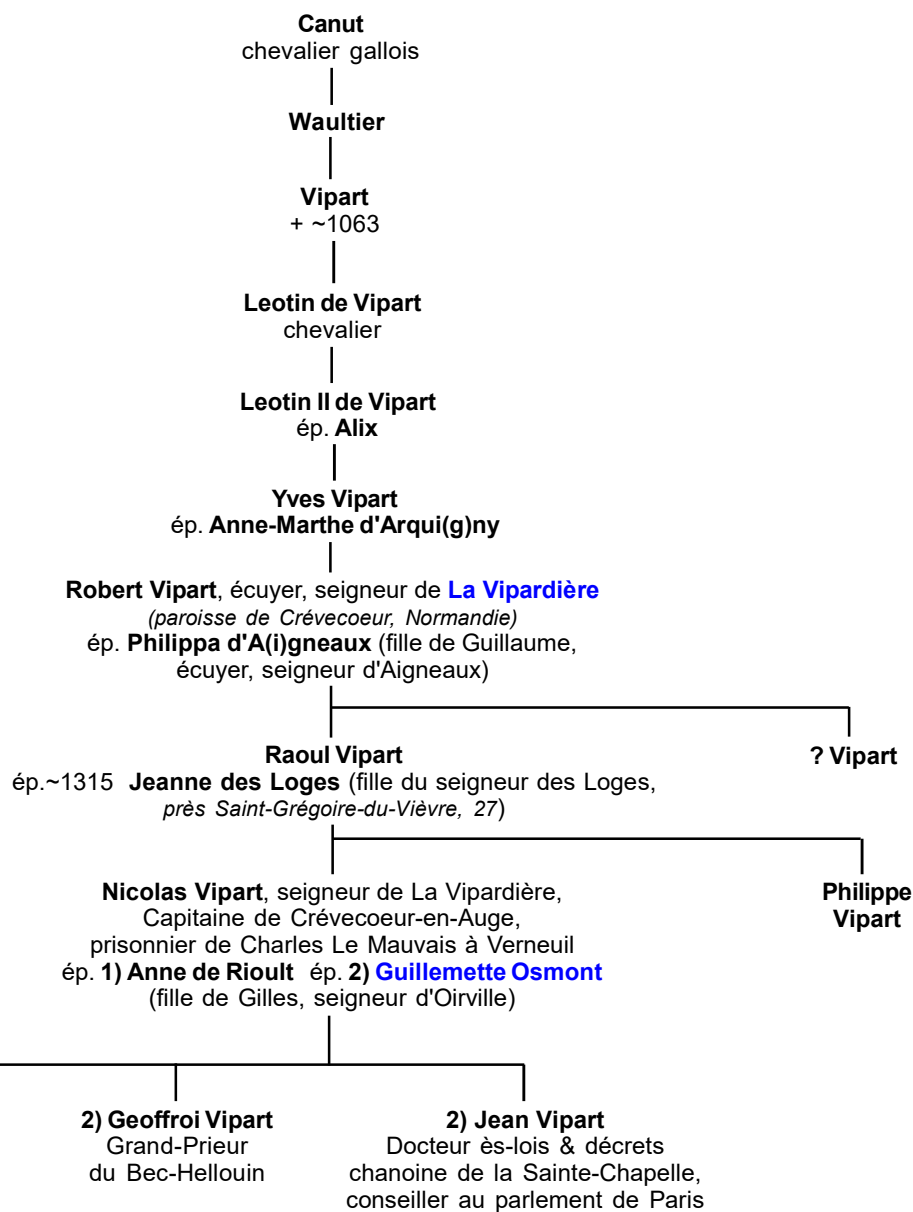 Canut
chevalier gallois
Waultier
Vipart
+ ~1063
Leotin de Vipart
chevalier
Leotin II de Vipart
ép. Alix
Yves Vipart
ép. Anne-Marthe d'Arqui(g)ny
Robert Vipart, écuyer, seigneur de La Vipardière
(paroisse de Crévecoeur, Normandie)
ép. Philippa d'A(i)gneaux (fille de Guillaume,
écuyer, seigneur d'Aigneaux)
Raoul Vipart
ép.~1315 Jeanne des Loges (fille du seigneur des Loges,
près Saint-Grégoire-du-Vièvre, 27)
? Vipart
Nicolas Vipart, seigneur de La Vipardière,
Capitaine de Crévecoeur-en-Auge,
prisonnier de Charles Le Mauvais à Verneuil
ép. 1) Anne de Rioult ép. 2) Guillemette Osmont
(fille de Gilles, seigneur d'Oirville)
Philippe
Vipart
2) Geoffroi Vipart
Grand-Prieur
du Bec-Hellouin
2) Jean Vipart
Docteur ès-lois & décrets
chanoine de la Sainte-Chapelle,
conseiller au parlement de Paris